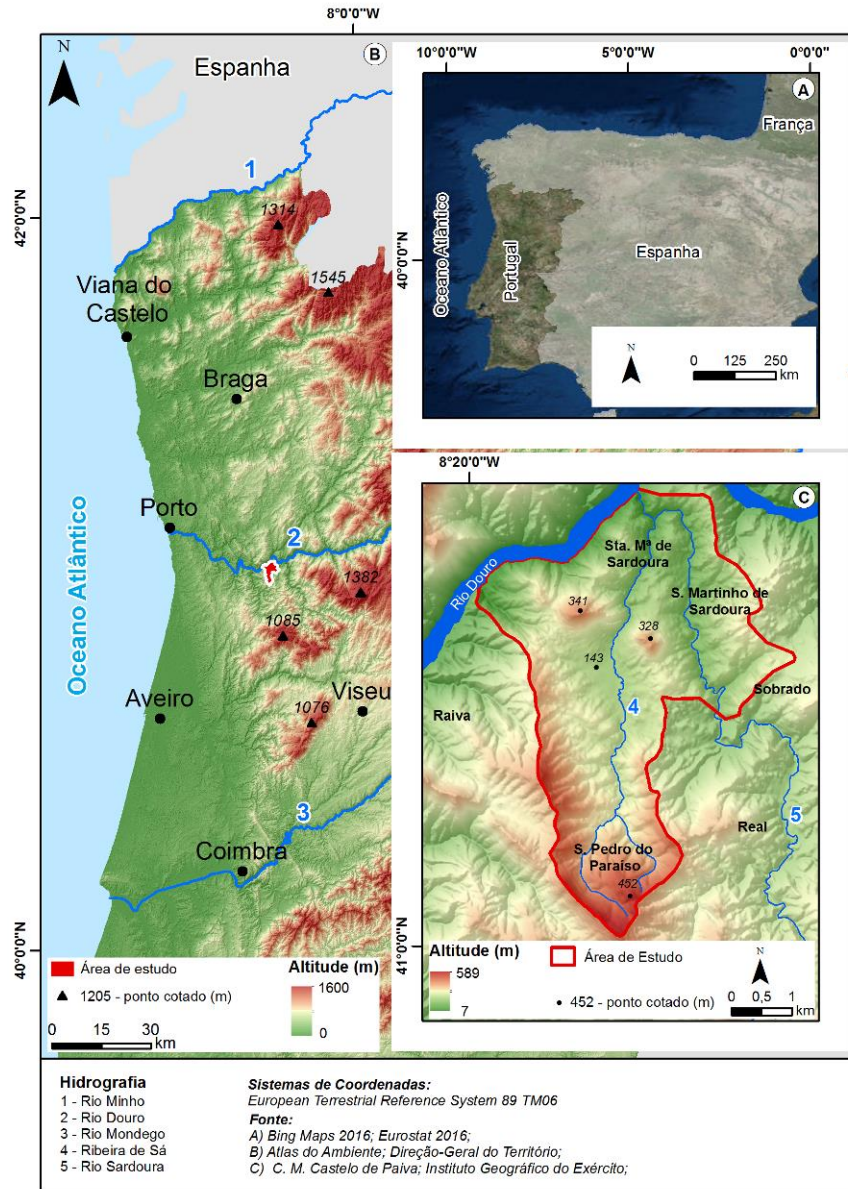 8°0'0"W
N
B
Espanha
1
1314
42°0'0"N
1545
Viana do
Castelo
Braga
Porto
2
Oceano Atlântico
1382
1085
Aveiro
Viseu
1076
3
Coimbra
40°0'0"N
Área de estudo
1205 - ponto cotado (m)
0 15 30
km
Altitude (m)
1600
0
10°0'0"W 5°0'0"W 0°0'0"
A
França
40°0'0"N
Oceano Atlântico
Portugal
Espanha
N
0 125 250
km
8°20'0"W
C
Rio Douro
Sta. Mª de
Sardoura
S. Martinho de
Sardoura
341
328
143
Sobrado
Raiva
4
5
Real
S. Pedro do
Paraíso
452
41°0'0"N
Altitude (m)
589
7
Área de Estudo
452 - ponto cotado (m)
N
0 0,5 1
km
Hidrografia
1 - Rio Minho
2 - Rio Douro
3 - Rio Mondego
4 - Ribeira de Sá
5 - Rio Sardoura
Sistemas de Coordenadas:
European Terrestrial Reference System 89 TM06
Fonte:
A) Bing Maps 2016; Eurostat 2016;
B) Atlas do Ambiente; Direção-Geral do Território;
C) C. M. Castelo de Paiva; Instituto Geográfico do Exército;